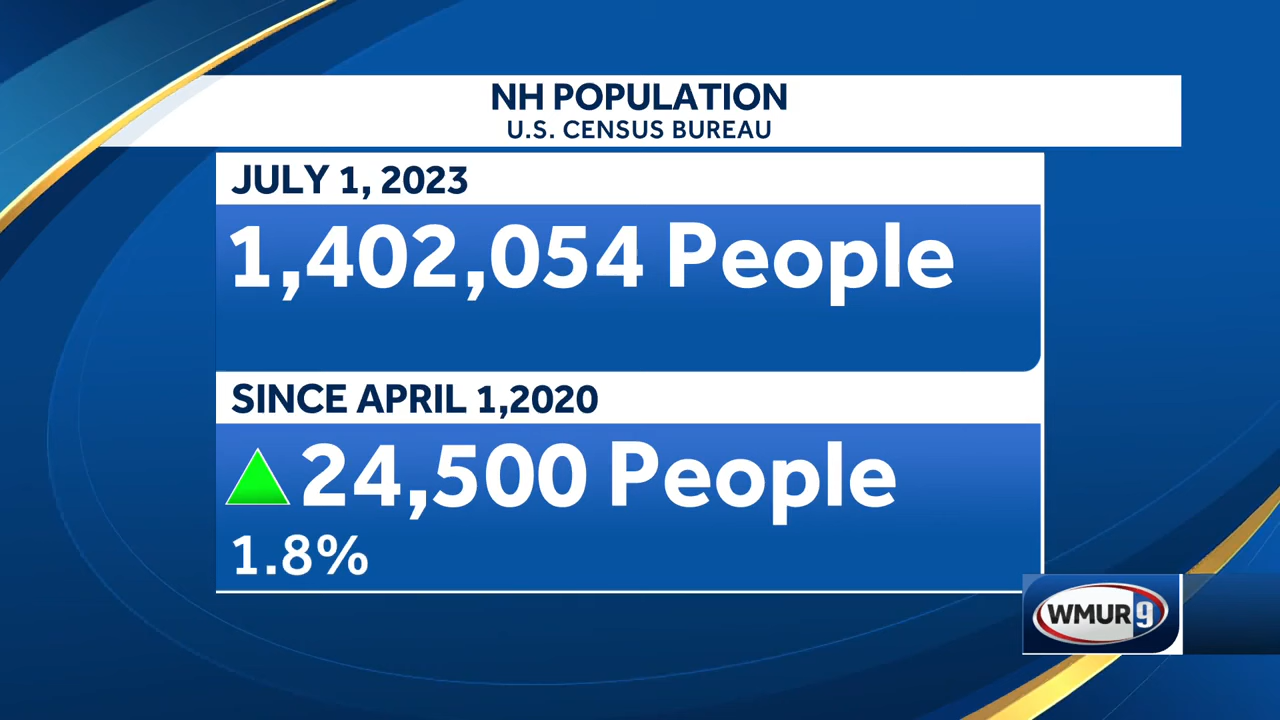 NH POPULATION
U.S. CENSUS BUREAU
JULY 1, 2023
1,402,054 People
SINCE APRIL 1,2020
24,500 People
1.8%
WMUR 9